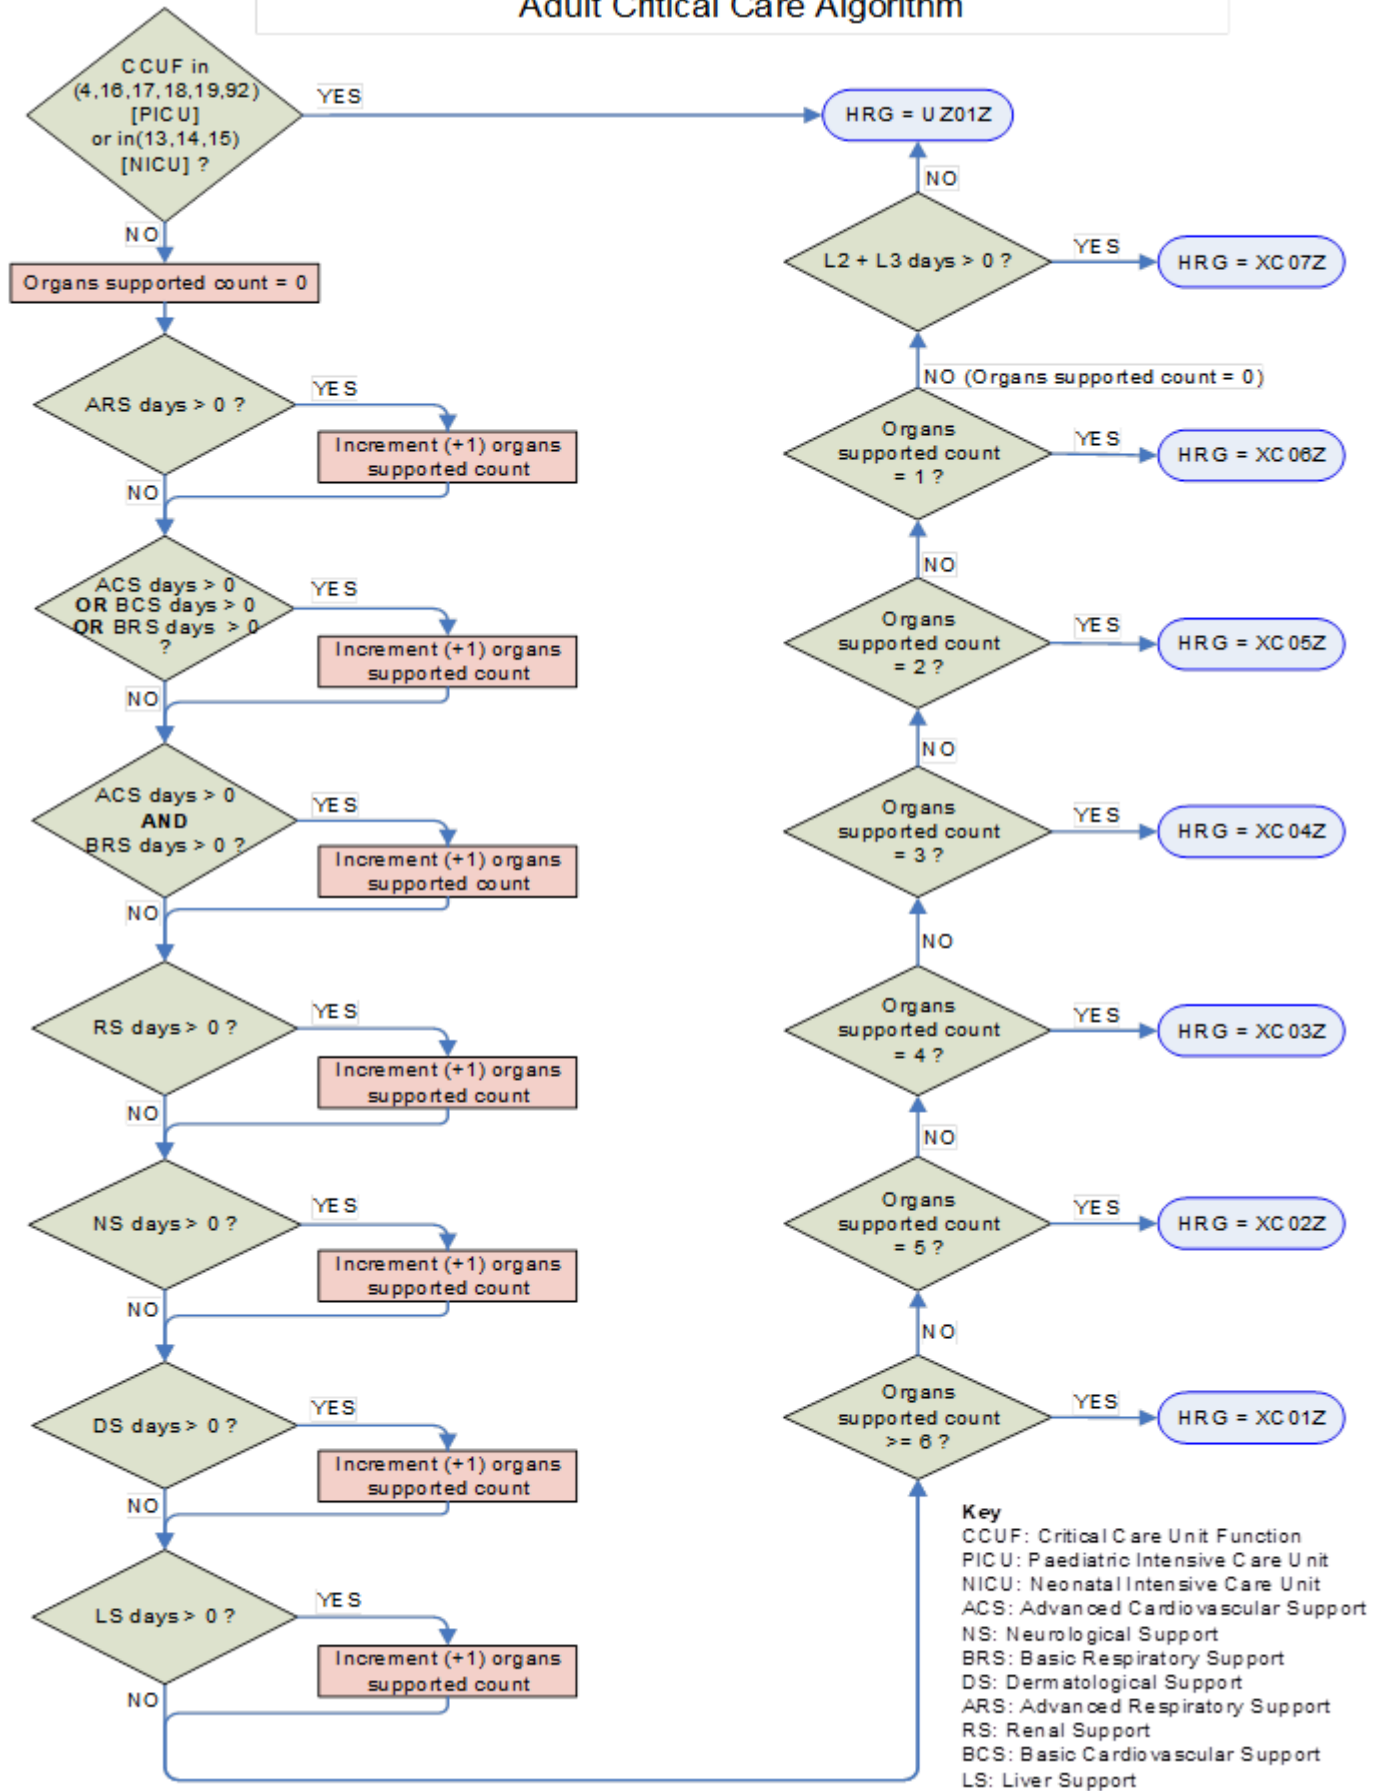 Adult Critical Care Algorithm
CCUF in
(4,16,17,18,19,92)
[PICU]
or in(13,14,15)
[NICU] ?
YES
HRG = UZ01Z
NO
Organs supported count = 0
ARS days > 0 ?
YES
Increment (+1) organs
supported count
NO
ACS days > 0
OR BCS days > 0
OR BRS days > 0
?
YES
Increment (+1) organs
supported count
NO
ACS days > 0
AND
BRS days > 0 ?
YES
Increment (+1) organs
supported count
NO
RS days > 0 ?
YES
Increment (+1) organs
supported count
NO
NS days > 0 ?
YES
Increment (+1) organs
supported count
NO
DS days > 0 ?
YES
Increment (+1) organs
supported count
NO
LS days > 0 ?
YES
Increment (+1) organs
supported count
NO
NO
L2 + L3 days > 0 ?
YES
HRG = XC07Z
NO (Organs supported count = 0)
Organs
supported count
= 1 ?
YES
HRG = XC06Z
NO
Organs
supported count
= 2 ?
YES
HRG = XC05Z
NO
Organs
supported count
= 3 ?
YES
HRG = XC04Z
NO
Organs
supported count
= 4 ?
YES
HRG = XC03Z
NO
Organs
supported count
= 5 ?
YES
HRG = XC02Z
NO
Organs
supported count
>= 6 ?
YES
HRG = XC01Z
Key
CCUF: Critical Care Unit Function
PICU: Paediatric Intensive Care Unit
NICU: Neonatal Intensive Care Unit
ACS: Advanced Cardiovascular Support
NS: Neurological Support
BRS: Basic Respiratory Support
DS: Dermatological Support
ARS: Advanced Respiratory Support
RS: Renal Support
BCS: Basic Cardiovascular Support
LS: Liver Support